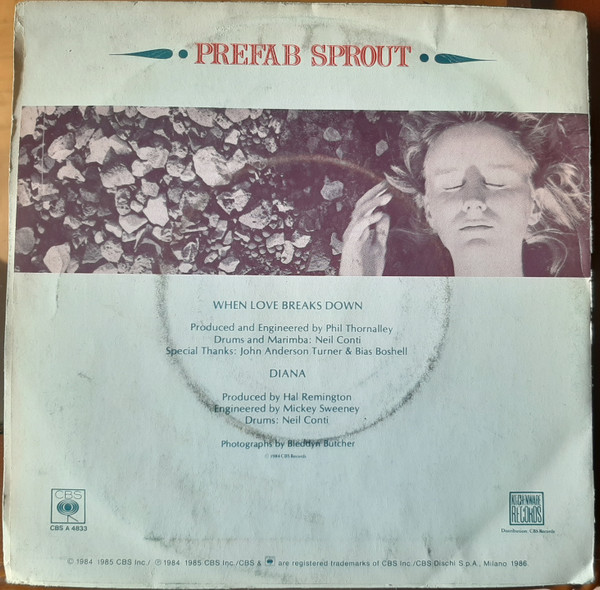 PREFAB SPROUT
WHEN LOVE BREAKS DOWN
Produced and Engineered by Phil Thornalley
Drums and Marimba: Neil Conti
Special Thanks: John Anderson Turner & Bias Boshell
DIANA
Produced by Hal Remington
Engineered by Mickey Sweeney
Drums: Neil Conti
Photographs by Bleddyn Butcher
℗ 1984 CBS Records
CBS
CBS A 4833
KITCHENWARE
RECORDS
Distribution: CBS Records
© 1984 1985 CBS Inc./ ℗ 1984 1985 CBS Inc./CBS & are registered trademarks of CBS Inc./CBS Dischi S.p.A., Milano 1986.